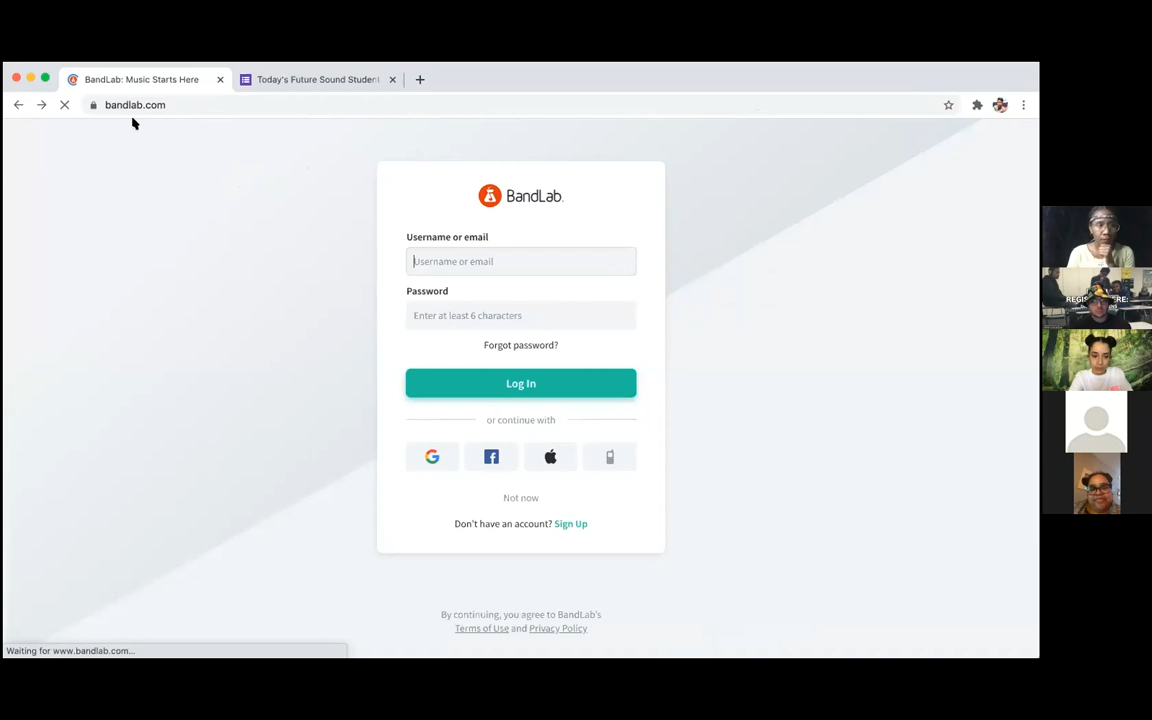 BandLab: Music Starts Here
Today's Future Sound Student
bandlab.com
BandLab.
Username or email
Username or email
Password
Enter at least 6 characters
Forgot password?
Log In
or continue with
Not now
Don't have an account? Sign Up
By continuing, you agree to BandLab's
Terms of Use and Privacy Policy
Waiting for www.bandlab.com...